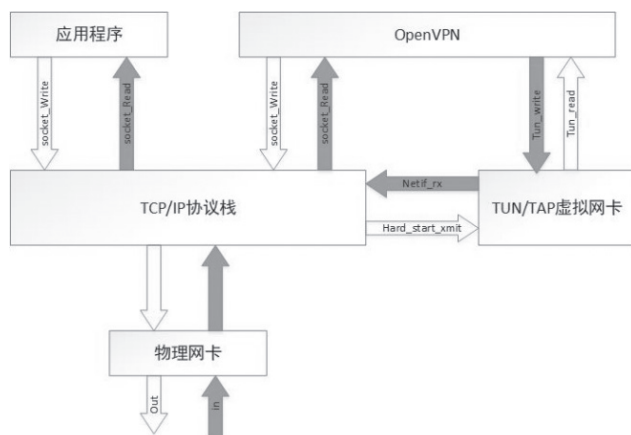 应用程序
OpenVPN
socket_Write
socket_Read
socket_Write
socket_Read
Tun_write
Tun_read
TCP/IP协议栈
Netif_rx
Hard_start_xmit
TUN/TAP虚拟网卡
物理网卡
Out
in